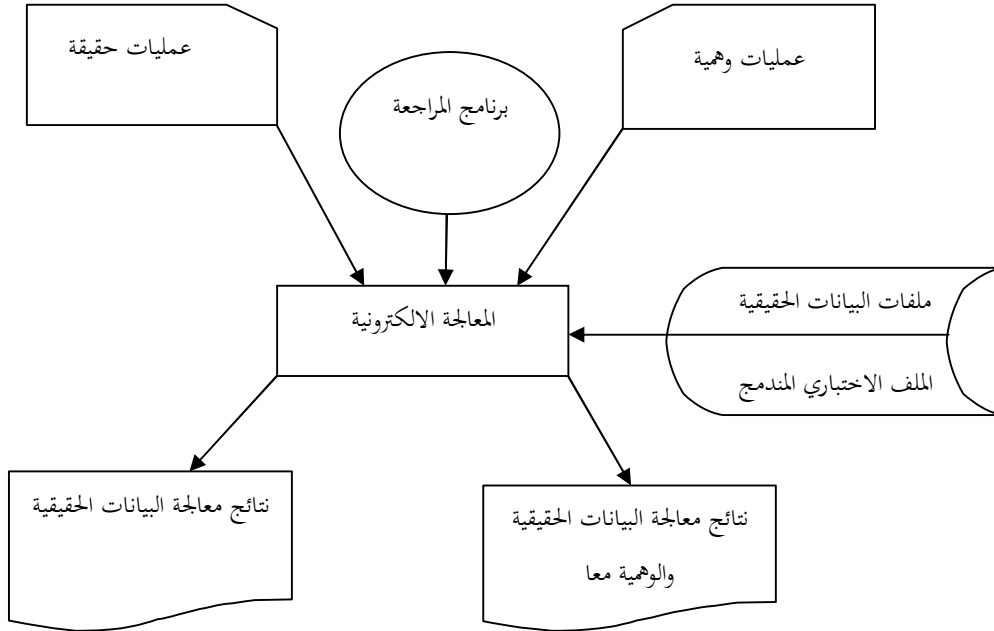 عمليات وهمية
عمليات حقيقة
برنامج المراجعة
ملفات البيانات الحقيقية
المعالجة الالكترونية
الملف الاختباري المندمج
نتائج معالجة البيانات الحقيقية
والوهمية معا
نتائج معالجة البيانات الحقيقية